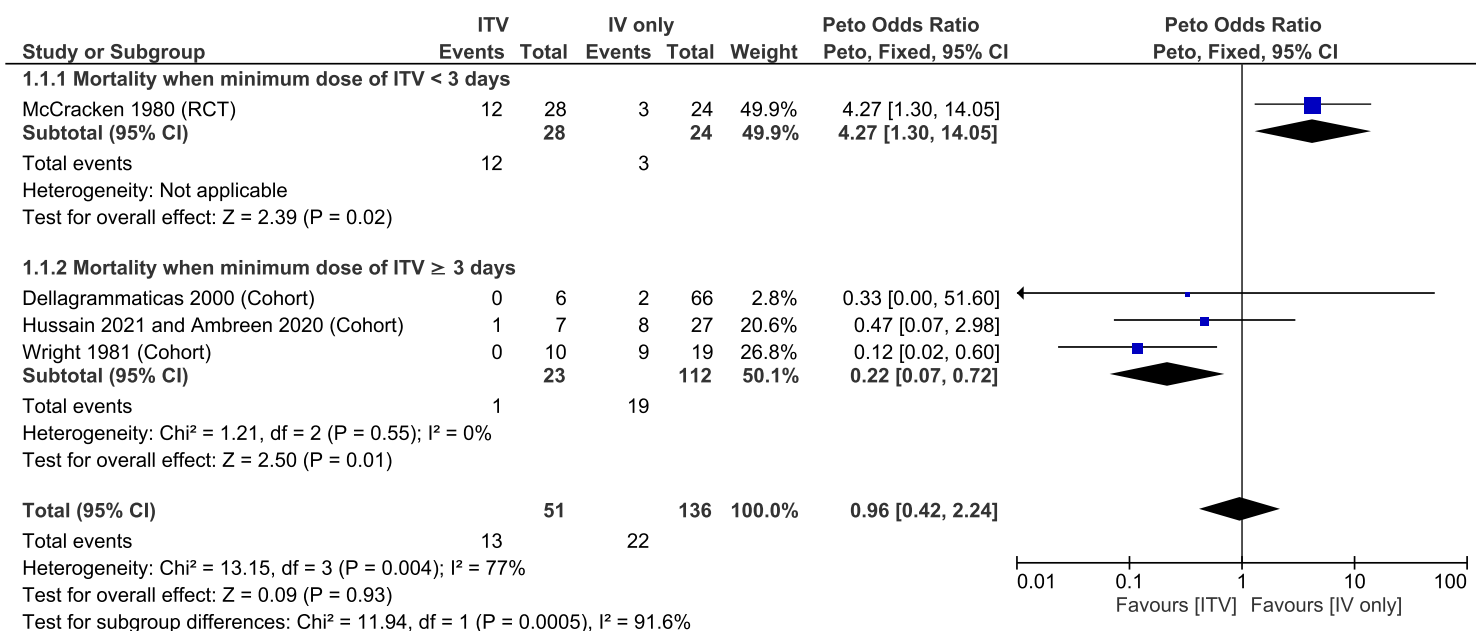 ITV IV only Peto Odds Ratio Peto Odds Ratio
Study or Subgroup Events Total Events Total Weight Peto, Fixed, 95% CI Peto, Fixed, 95% CI
1.1.1 Mortality when minimum dose of ITV < 3 days
McCracken 1980 (RCT) 12 28 3 24 49.9% 4.27 [1.30, 14.05]
Subtotal (95% CI) 28 24 49.9% 4.27 [1.30, 14.05]
Total events 12 3
Heterogeneity: Not applicable
Test for overall effect: Z = 2.39 (P = 0.02)
1.1.2 Mortality when minimum dose of ITV ≥ 3 days
Dellagrammaticas 2000 (Cohort) 0 6 2 66 2.8% 0.33 [0.00, 51.60]
Hussain 2021 and Ambreen 2020 (Cohort) 1 7 8 27 20.6% 0.47 [0.07, 2.98]
Wright 1981 (Cohort) 0 10 9 19 26.8% 0.12 [0.02, 0.60]
Subtotal (95% CI) 23 112 50.1% 0.22 [0.07, 0.72]
Total events 1 19
Heterogeneity: Chi² = 1.21, df = 2 (P = 0.55); I² = 0%
Test for overall effect: Z = 2.50 (P = 0.01)
Total (95% CI) 51 136 100.0% 0.96 [0.42, 2.24]
Total events 13 22
Heterogeneity: Chi² = 13.15, df = 3 (P = 0.004); I² = 77%
Test for overall effect: Z = 0.09 (P = 0.93)
Test for subgroup differences: Chi² = 11.94, df = 1 (P = 0.0005), I² = 91.6%
0.01 0.1 1 10 100
Favours [ITV] Favours [IV only]